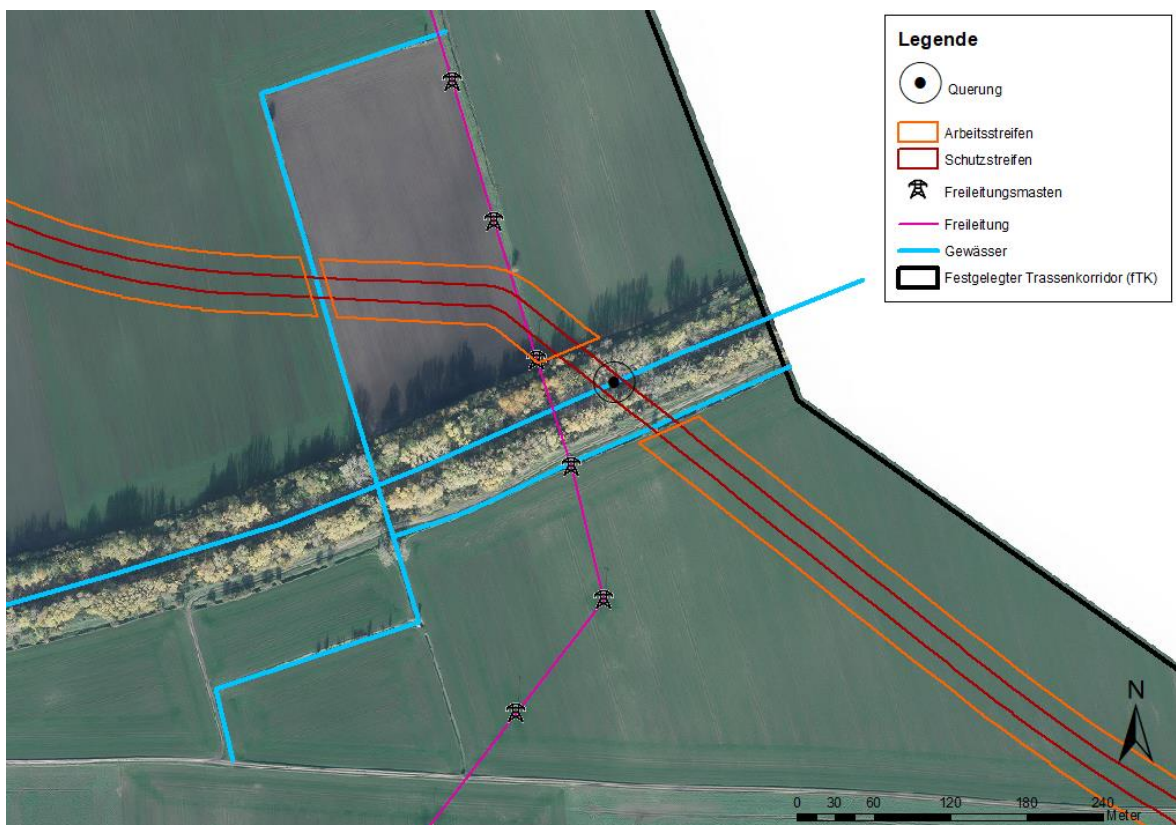 Legende
Querung
Arbeitsstreifen
Schutzstreifen
Freileitungsmasten
Freileitung
Gewässer
Festgelegter Trassenkorridor (fTK)
N
0 30 60 120 180 240
Meter